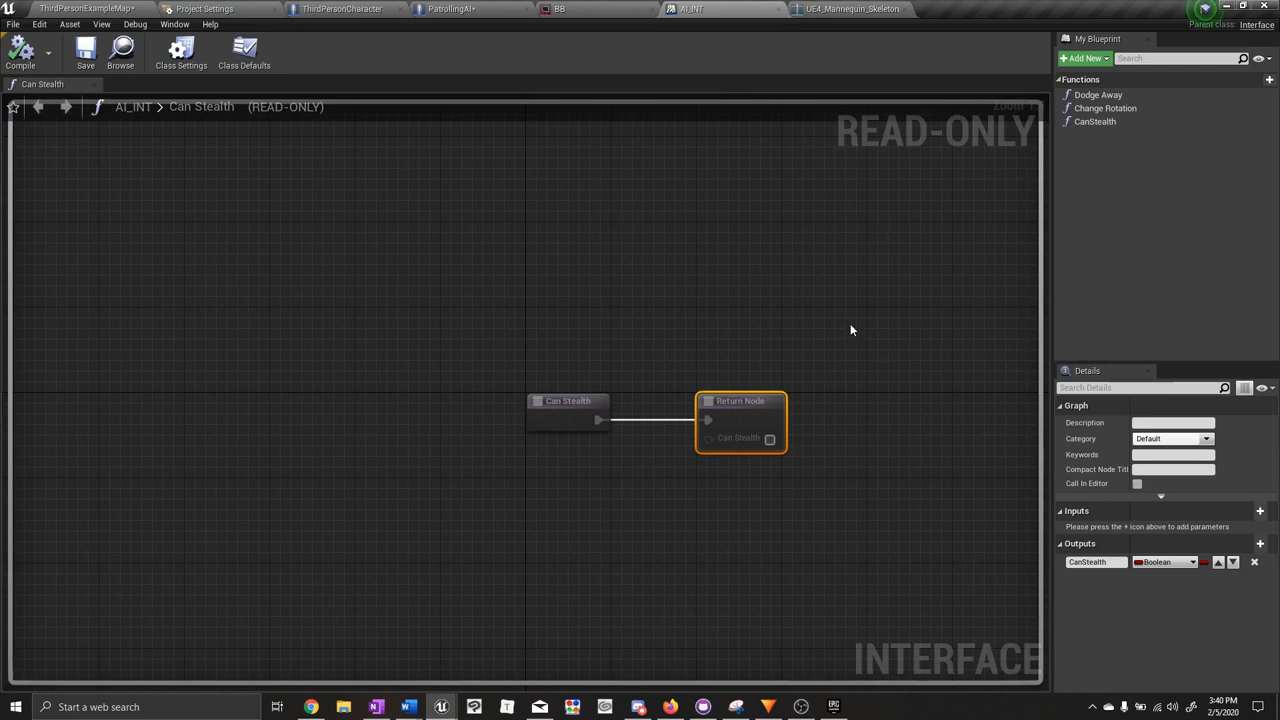 ThirdPersonExampleMap*
Project Settings
ThirdPersonCharacter
PatrollingAI*
BB
AI_INT
UE4_Mannequin_Skeleton
File Edit Asset View Debug Window Help
Parent class: Interface
Compile
Save
Browse
Class Settings
Class Defaults
My Blueprint
Add New
Search
Can Stealth
AI_INT > Can Stealth (READ-ONLY)
READ-ONLY
Functions
Dodge Away
Change Rotation
CanStealth
Can Stealth
Return Node
Can Stealth
Details
Search Details
Graph
Description
Category Default
Keywords
Compact Node Titl
Call In Editor
Inputs
Please press the + icon above to add parameters
Outputs
CanStealth Boolean
INTERFACE
Start a web search
3:40 PM
2/5/2020